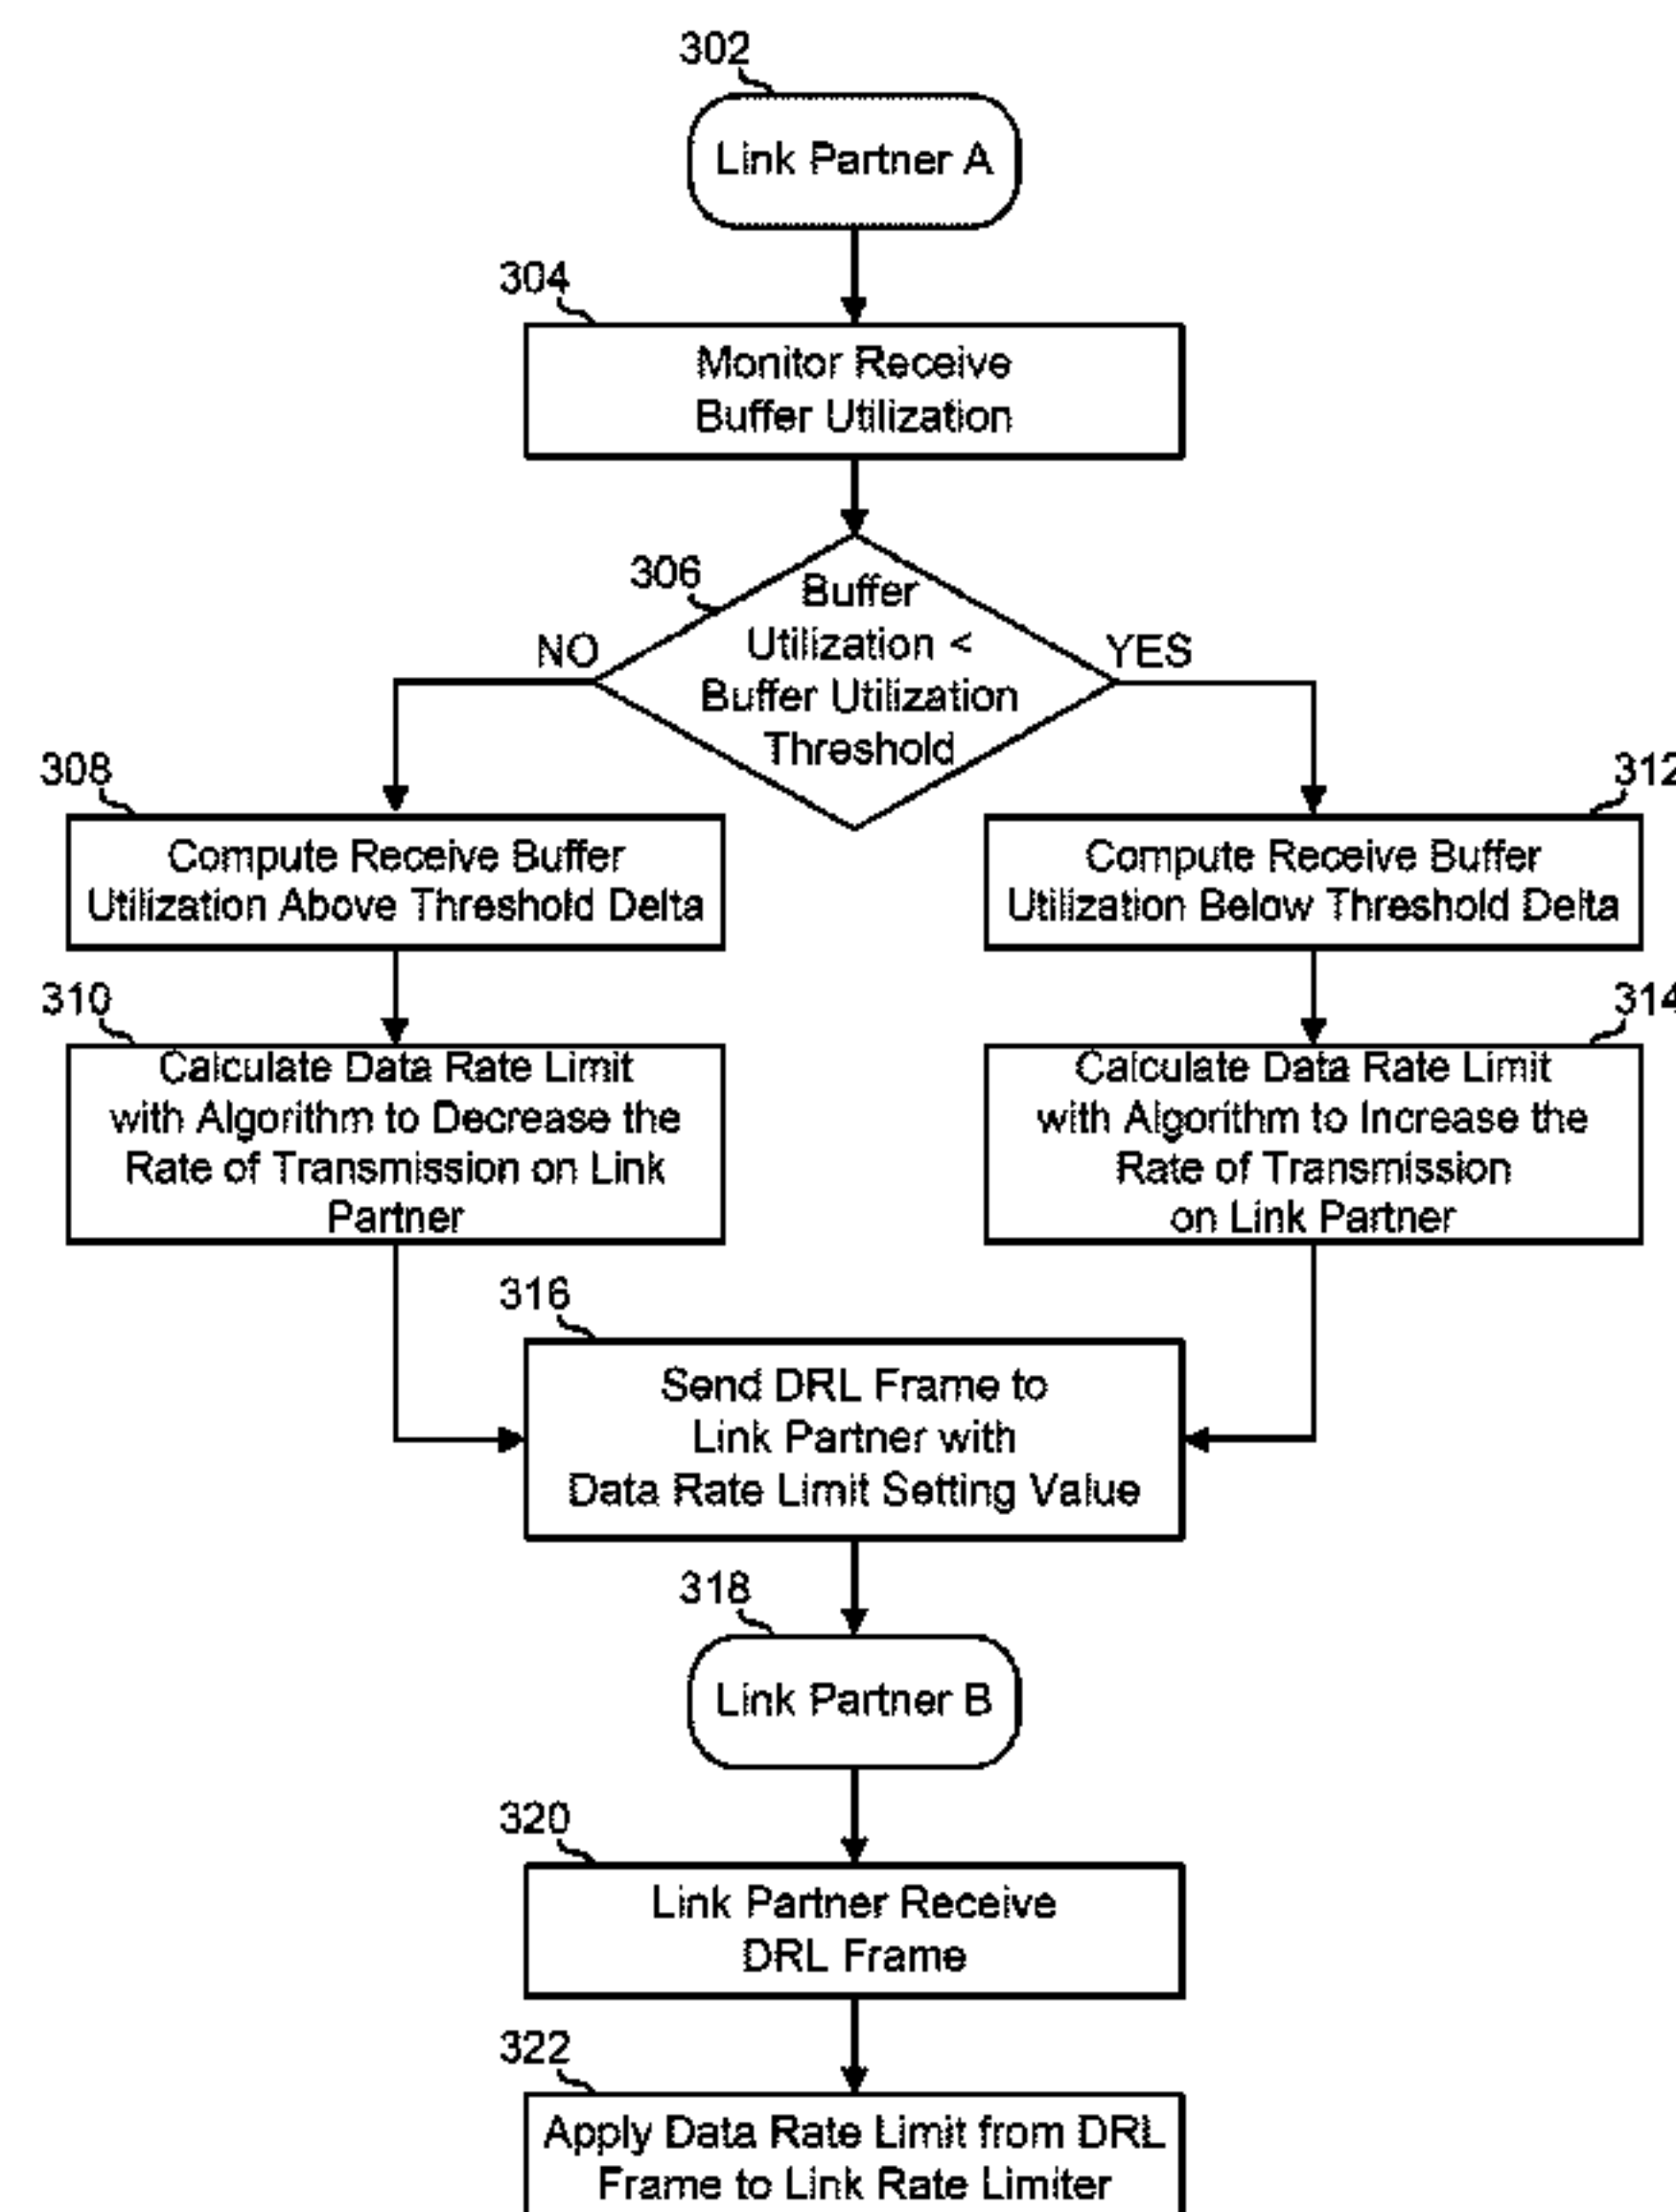 302
Link Partner A
304
Monitor Receive
Buffer Utilization
306
Buffer
Utilization <
Buffer Utilization
Threshold
NO
YES
308
Compute Receive Buffer
Utilization Above Threshold Delta
312
Compute Receive Buffer
Utilization Below Threshold Delta
310
Calculate Data Rate Limit
with Algorithm to Decrease the
Rate of Transmission on Link
Partner
314
Calculate Data Rate Limit
with Algorithm to Increase the
Rate of Transmission
on Link Partner
316
Send DRL Frame to
Link Partner with
Data Rate Limit Setting Value
318
Link Partner B
320
Link Partner Receive
DRL Frame
322
Apply Data Rate Limit from DRL
Frame to Link Rate Limiter